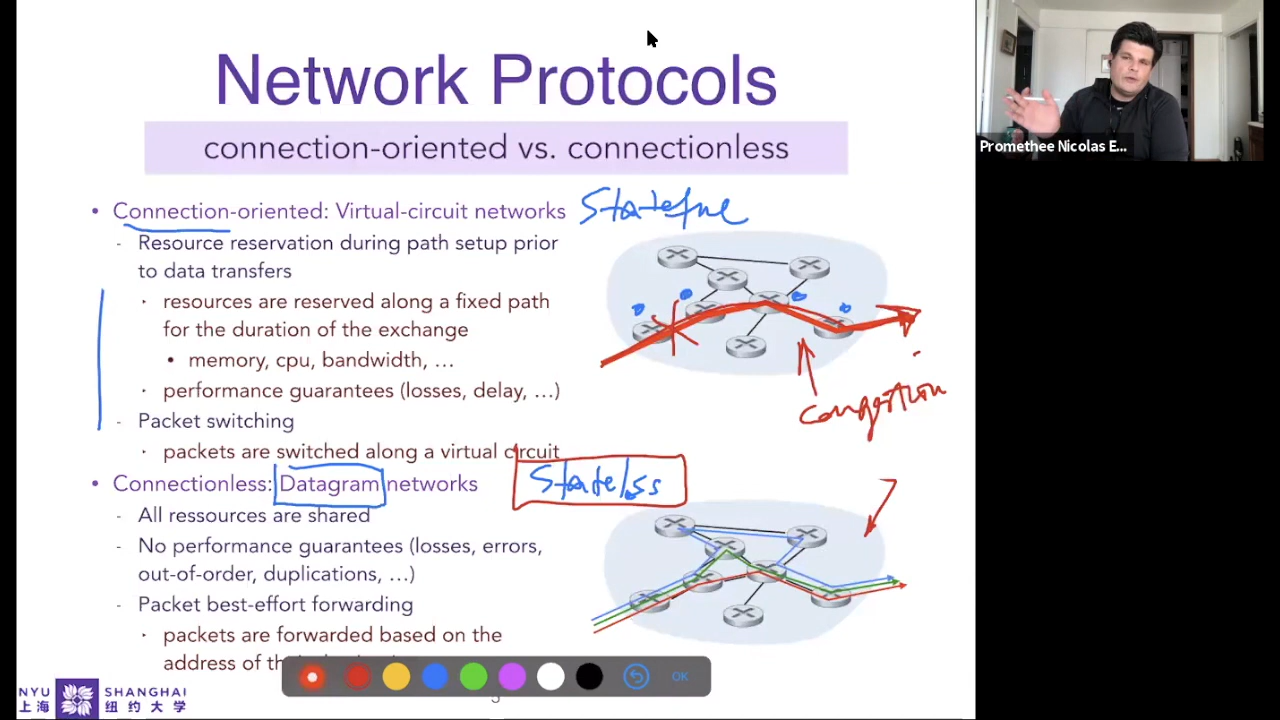 Network Protocols
connection-oriented vs. connectionless
• Connection-oriented: Virtual-circuit networks
Stateful
- Resource reservation during path setup prior
to data transfers
‣ resources are reserved along a fixed path
for the duration of the exchange
• memory, cpu, bandwidth, …
‣ performance guarantees (losses, delay, …)
- Packet switching
‣ packets are switched along a virtual circuit
Congestion
• Connectionless: Datagram networks
Stateless
- All ressources are shared
- No performance guarantees (losses, errors,
out-of-order, duplications, …)
- Packet best-effort forwarding
‣ packets are forwarded based on the
address of
OK
NYU SHANGHAI
上海 纽约大学
Promethee Nicolas E...